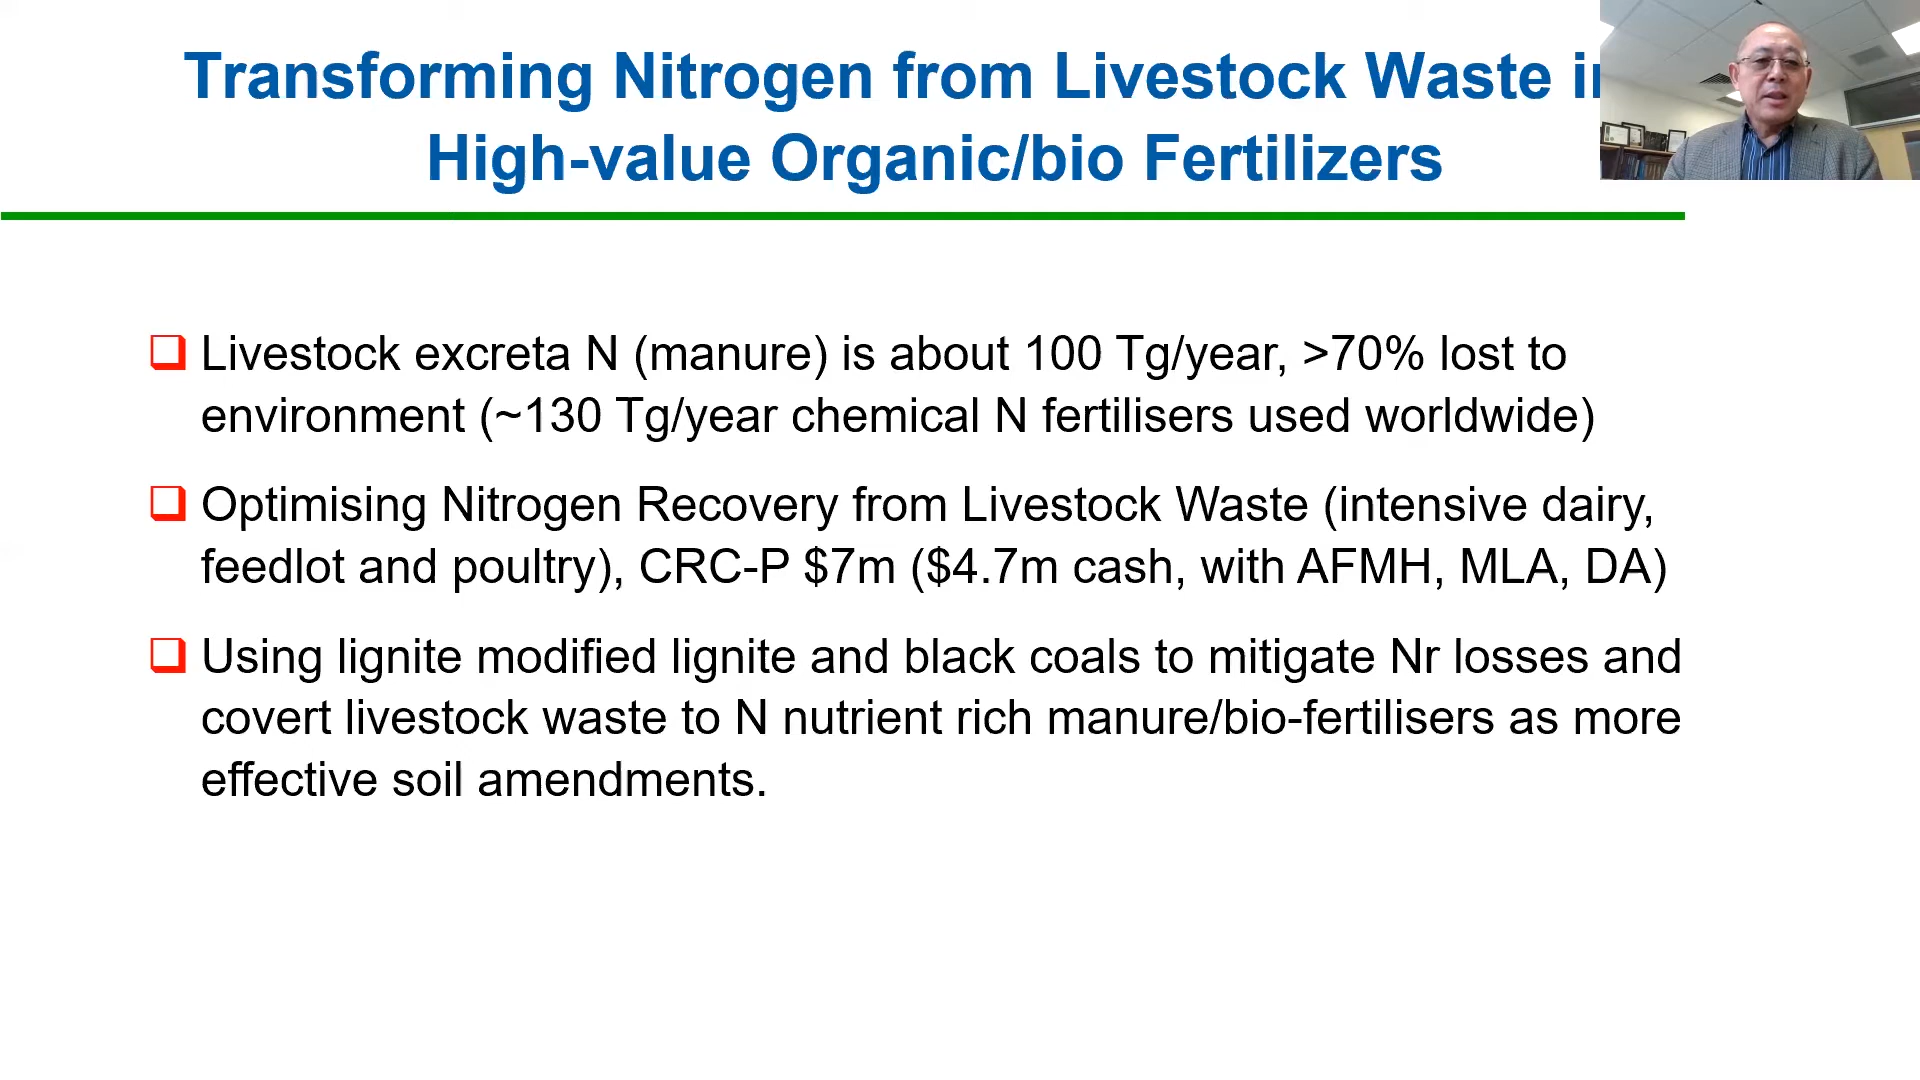 Transforming Nitrogen from Livestock Waste
High-value Organic/bio Fertilizers
Livestock excreta N (manure) is about 100 Tg/year, >70% lost to
environment (~130 Tg/year chemical N fertilisers used worldwide)
Optimising Nitrogen Recovery from Livestock Waste (intensive dairy,
feedlot and poultry), CRC-P $7m ($4.7m cash, with AFMH, MLA, DA)
Using lignite modified lignite and black coals to mitigate Nr losses and
covert livestock waste to N nutrient rich manure/bio-fertilisers as more
effective soil amendments.